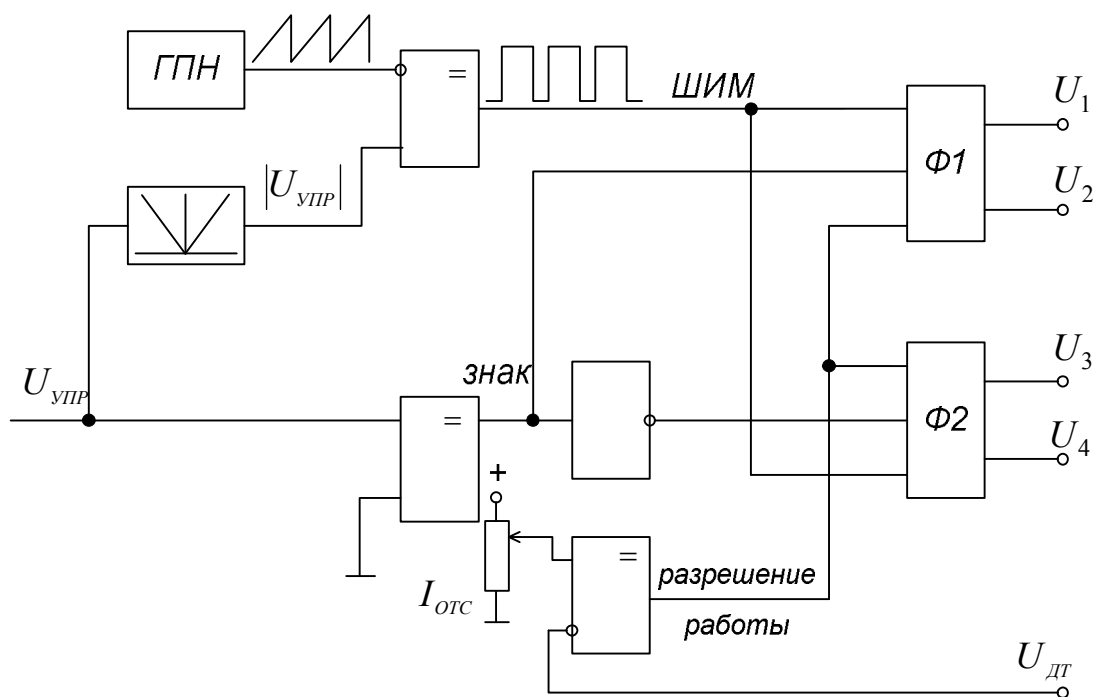 ГПН
=
ШИМ
U1
Ф1
U2
|UУПР|
UУПР
знак
=
U3
Ф2
U4
+
IОТС
=
разрешение
работы
UДТ